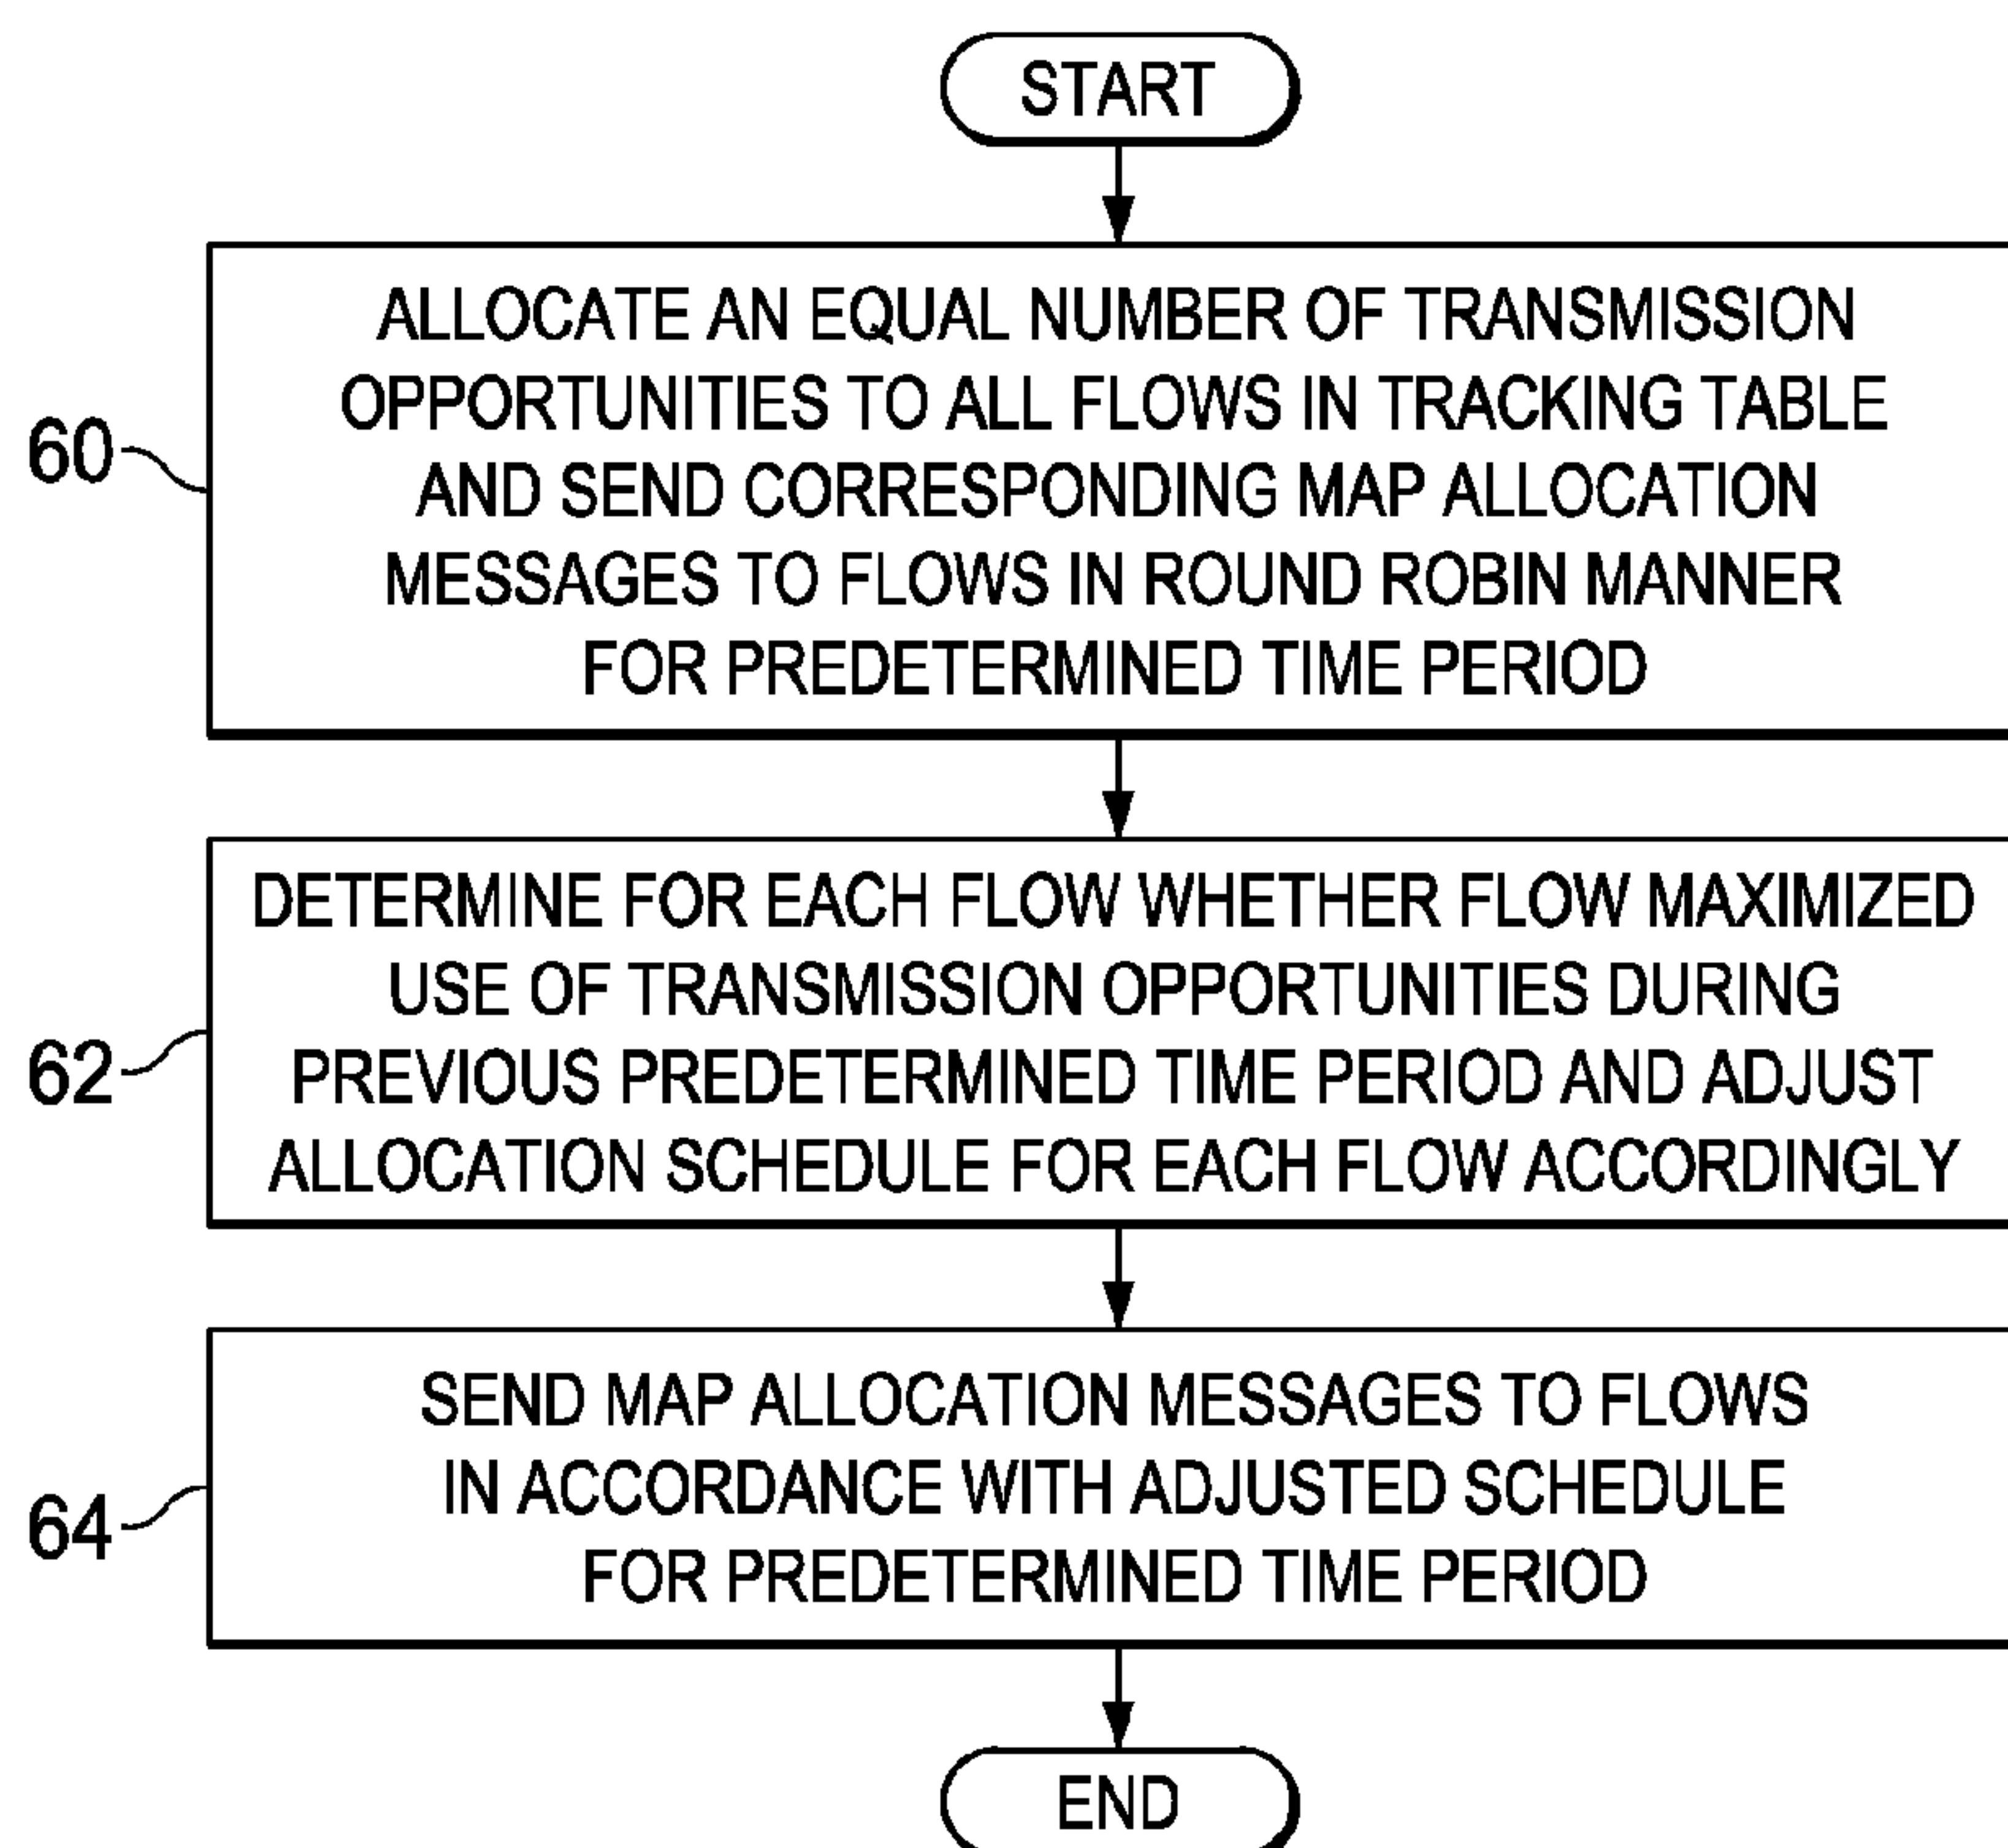 START
ALLOCATE AN EQUAL NUMBER OF TRANSMISSION
OPPORTUNITIES TO ALL FLOWS IN TRACKING TABLE
AND SEND CORRESPONDING MAP ALLOCATION
MESSAGES TO FLOWS IN ROUND ROBIN MANNER
FOR PREDETERMINED TIME PERIOD
60
DETERMINE FOR EACH FLOW WHETHER FLOW MAXIMIZED
USE OF TRANSMISSION OPPORTUNITIES DURING
PREVIOUS PREDETERMINED TIME PERIOD AND ADJUST
ALLOCATION SCHEDULE FOR EACH FLOW ACCORDINGLY
62
SEND MAP ALLOCATION MESSAGES TO FLOWS
IN ACCORDANCE WITH ADJUSTED SCHEDULE
FOR PREDETERMINED TIME PERIOD
64
END